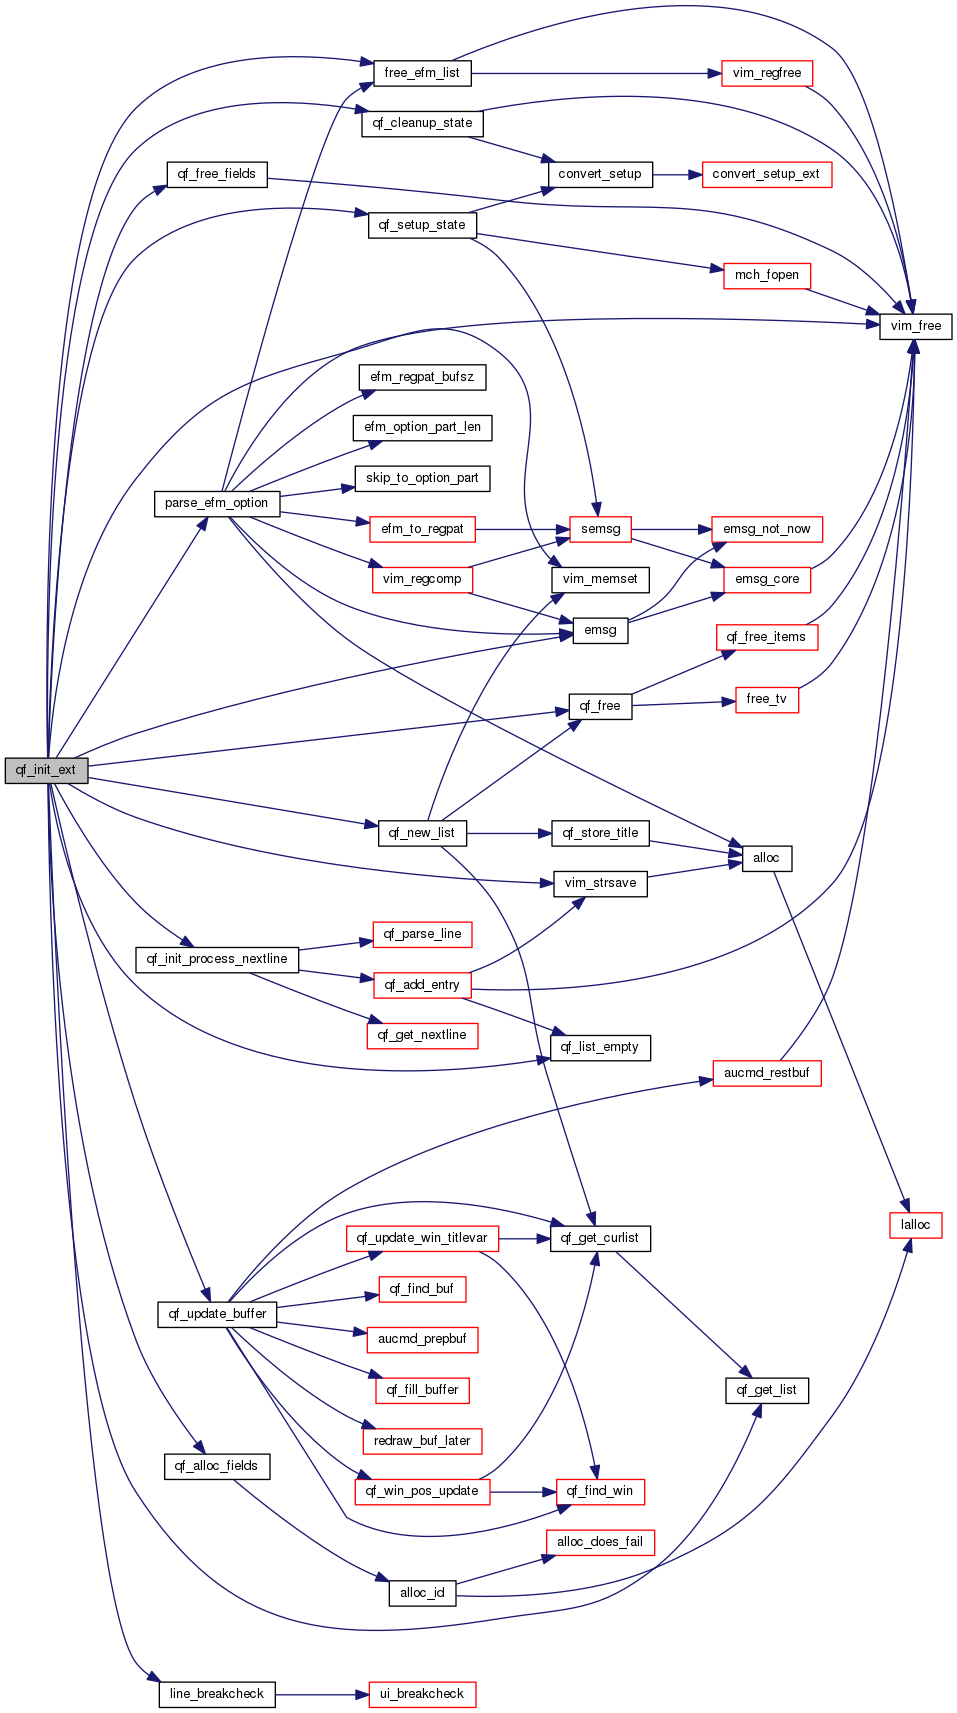 free_efm_list
vim_regfree
qf_cleanup_state
qf_free_fields
convert_setup
convert_setup_ext
qf_setup_state
mch_fopen
vim_free
efm_regpat_bufsz
efm_option_part_len
skip_to_option_part
parse_efm_option
efm_to_regpat
semsg
emsg_not_now
vim_regcomp
vim_memset
emsg_core
emsg
qf_free_items
qf_free
free_tv
qf_init_ext
qf_new_list
qf_store_title
alloc
vim_strsave
qf_parse_line
qf_init_process_nextline
qf_add_entry
qf_get_nextline
qf_list_empty
aucmd_restbuf
lalloc
qf_update_win_titlevar
qf_get_curlist
qf_find_buf
qf_update_buffer
aucmd_prepbuf
qf_fill_buffer
qf_get_list
redraw_buf_later
qf_alloc_fields
qf_win_pos_update
qf_find_win
alloc_does_fail
alloc_id
line_breakcheck
ui_breakcheck